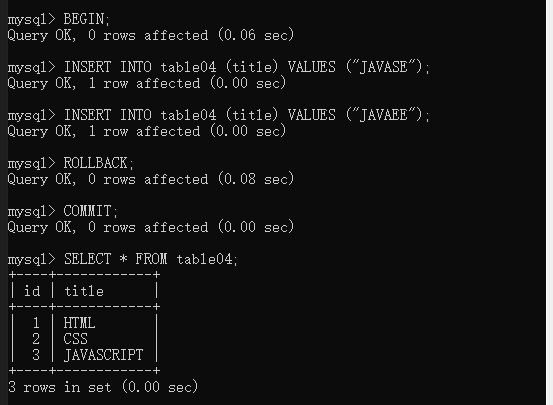 mysql> BEGIN;
Query OK, 0 rows affected (0.06 sec)
mysql> INSERT INTO table04 (title) VALUES ("JAVASE");
Query OK, 1 row affected (0.00 sec)
mysql> INSERT INTO table04 (title) VALUES ("JAVAEE");
Query OK, 1 row affected (0.00 sec)
mysql> ROLLBACK;
Query OK, 0 rows affected (0.08 sec)
mysql> COMMIT;
Query OK, 0 rows affected (0.00 sec)
mysql> SELECT * FROM table04;
+----+------------+
| id | title      |
+----+------------+
|  1 | HTML       |
|  2 | CSS        |
|  3 | JAVASCRIPT |
+----+------------+
3 rows in set (0.00 sec)